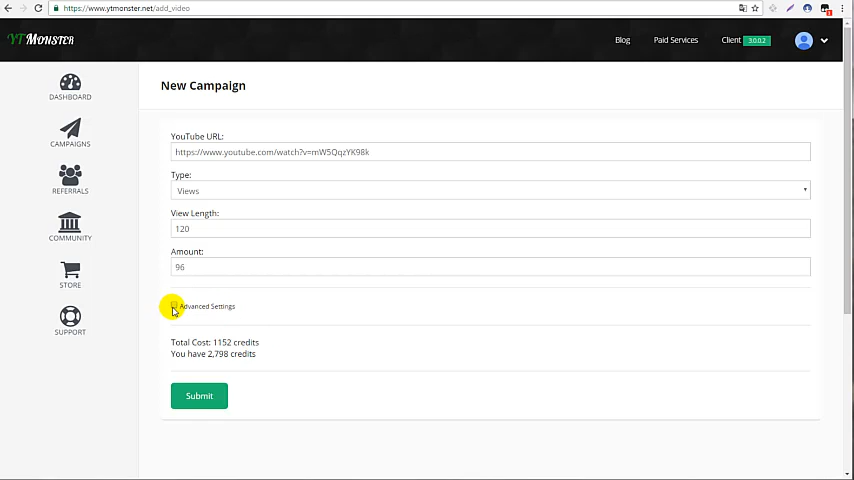 https://www.ytmonster.net/add_video
YTMONSTER
Blog
Paid Services
Client 3.0.0.2
DASHBOARD
CAMPAIGNS
REFERRALS
COMMUNITY
STORE
SUPPORT
New Campaign
YouTube URL:
https://www.youtube.com/watch?v=mW5QqzYK98k
Type:
Views
View Length:
120
Amount:
96
Advanced Settings
Total Cost: 1152 credits
You have 2,798 credits
Submit